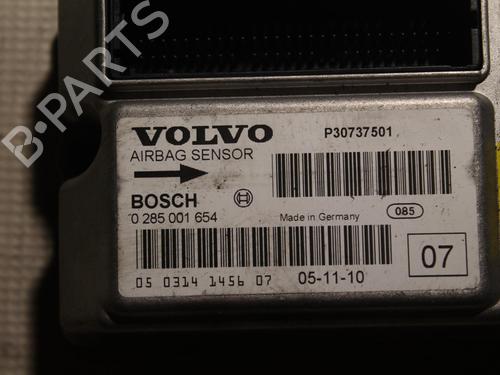 B-PARTS
VOLVO
AIRBAG SENSOR
P30737501
BOSCH
0 285 001 654
Made in Germany
085
05 0314 1456 07
05-11-10
07